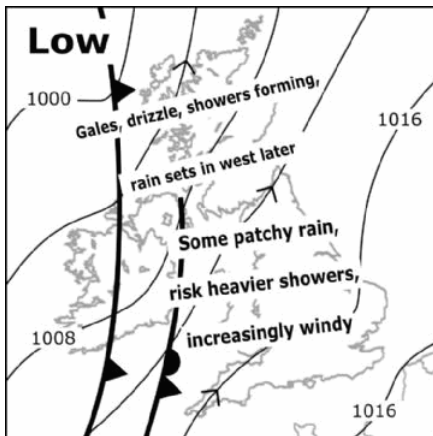 Low
1000
Gales, drizzle, showers forming,
1016
rain sets in west later
Some patchy rain,
risk heavier showers,
1008
increasingly windy
1016